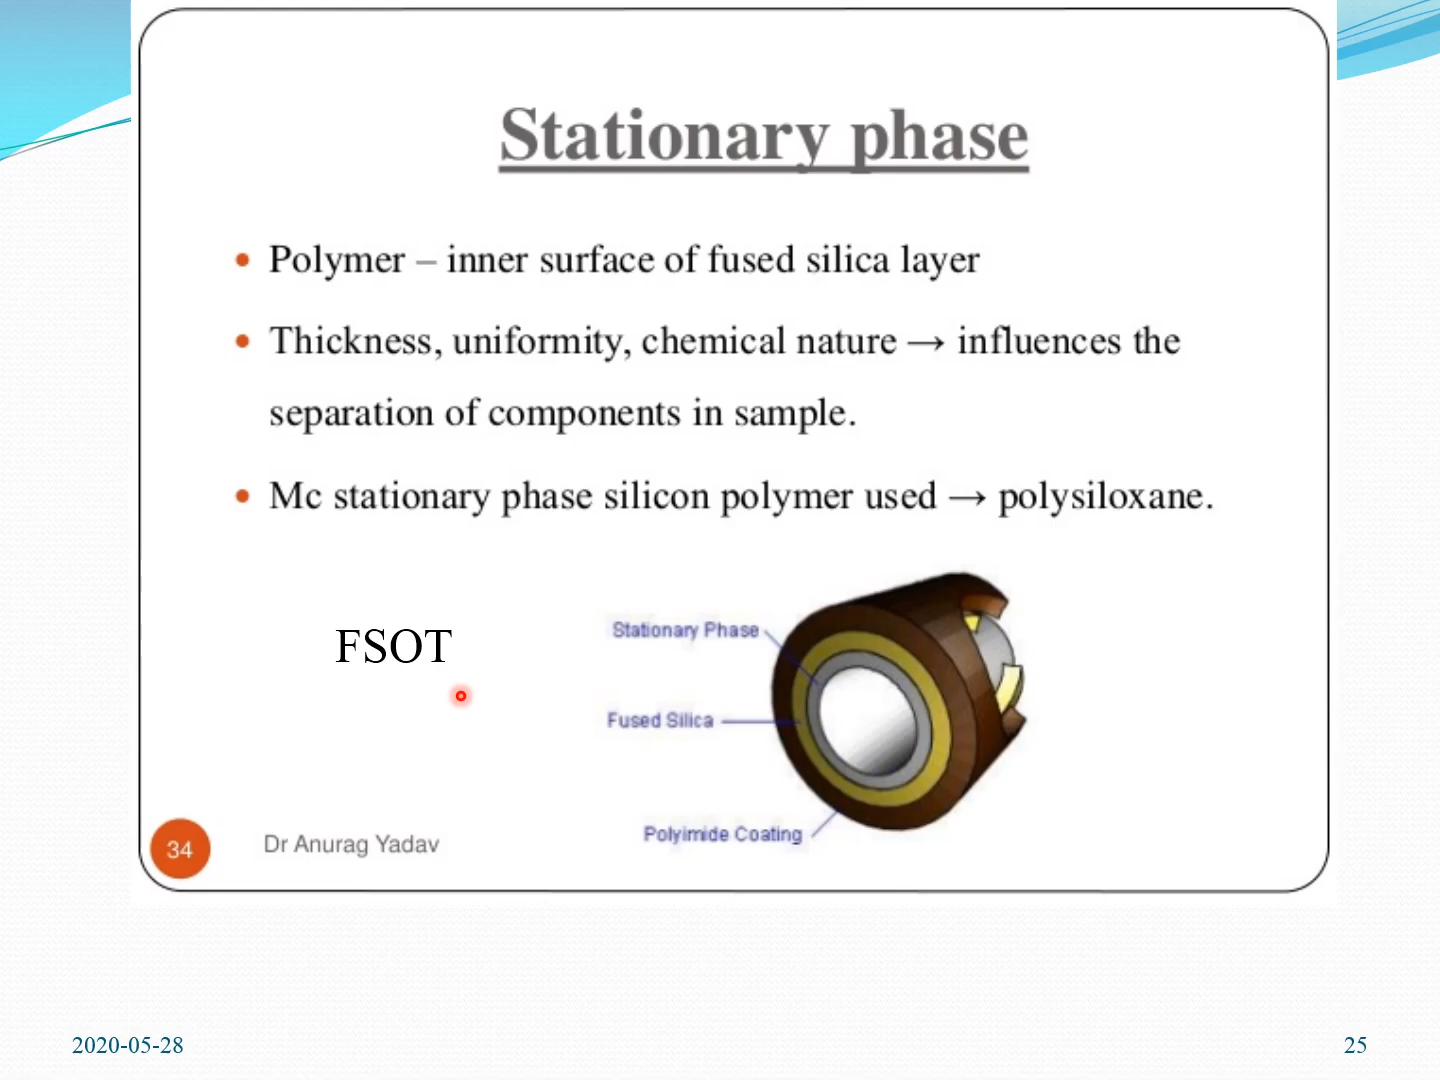 Stationary phase
• Polymer – inner surface of fused silica layer
• Thickness, uniformity, chemical nature → influences the
separation of components in sample.
• Mc stationary phase silicon polymer used → polysiloxane.
FSOT
Stationary Phase
Fused Silica
Polyimide Coating
34
Dr Anurag Yadav
2020-05-28
25